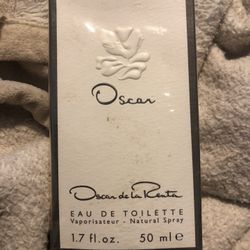 Oscar
Oscar de la Renta
EAU DE TOILETTE
Vaporisateur - Natural Spray
1.7 fl.oz. 50 ml e